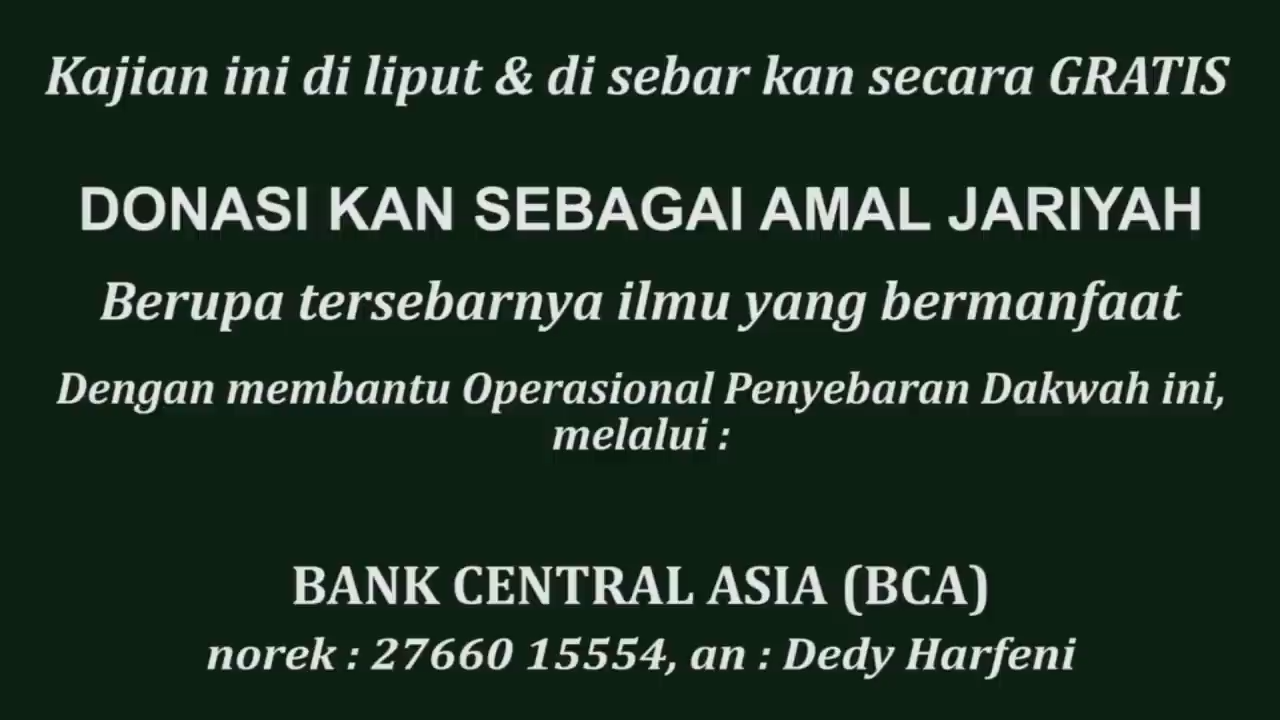 Kajian ini di liput & di sebar kan secara GRATIS
DONASI KAN SEBAGAI AMAL JARIYAH
Berupa tersebarnya ilmu yang bermanfaat
Dengan membantu Operasional Penyebaran Dakwah ini,
melalui :
BANK CENTRAL ASIA (BCA)
norek : 27660 15554, an : Dedy Harfeni